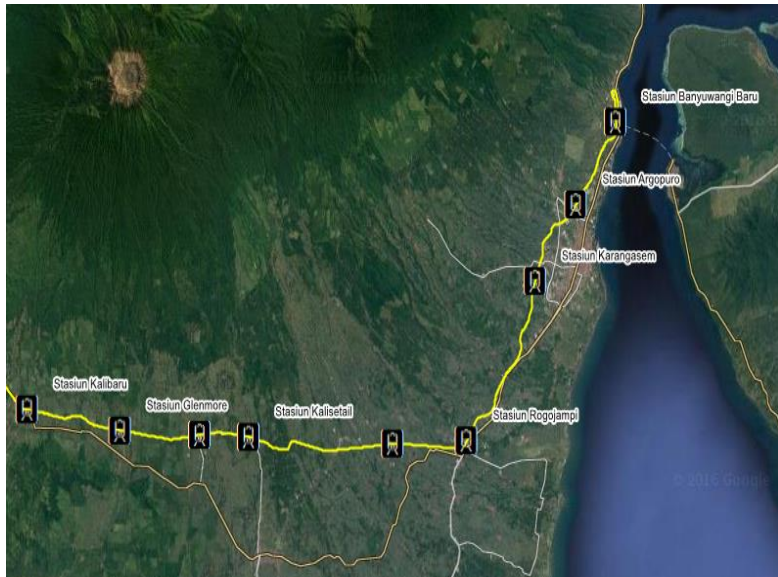 Stasiun Banyuwangi Baru
Stasiun Argopuro
Stasiun Karangasem
Stasiun Kalibaru
Stasiun Glenmore
Stasiun Kalisetail
Stasiun Rogojampi
© 2016 Google